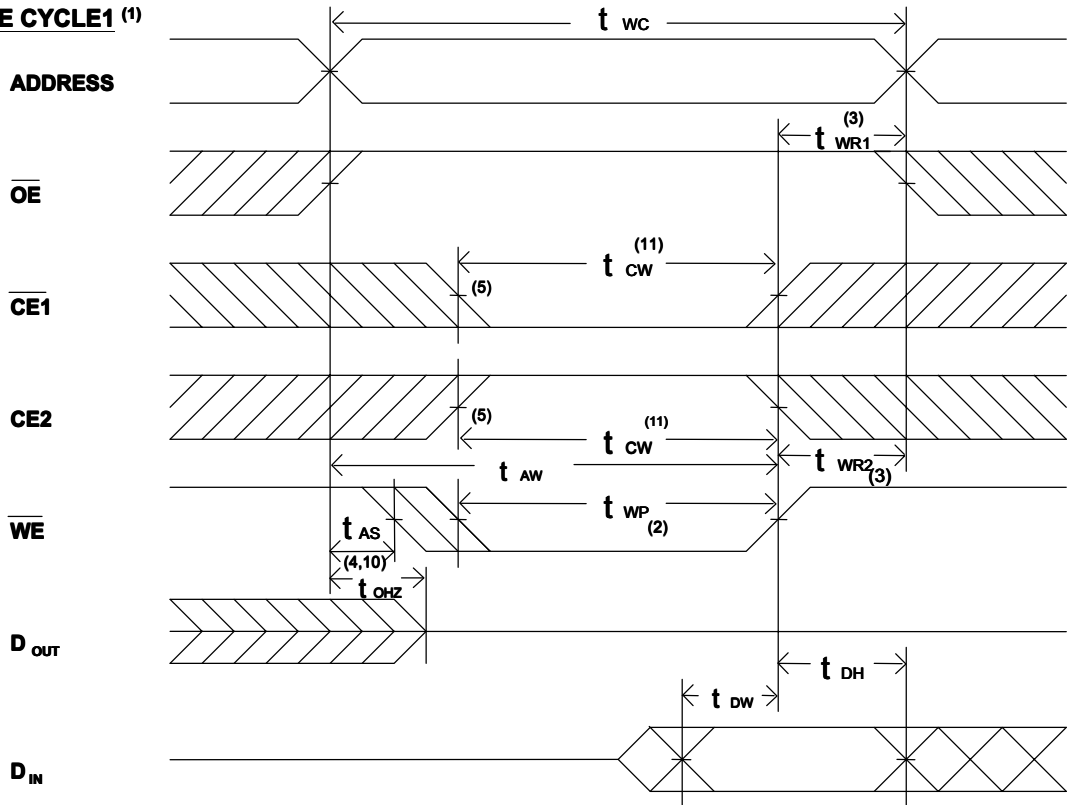 E CYCLE1 (1)
t WC
ADDRESS
(3)
t WR1
OE
(11)
t CW
CE1
(5)
CE2
(5)
(11)
t CW
t AW
t WR2
(3)
WE
t WP
(2)
t AS
(4,10)
t OHZ
D OUT
t DH
t DW
D IN